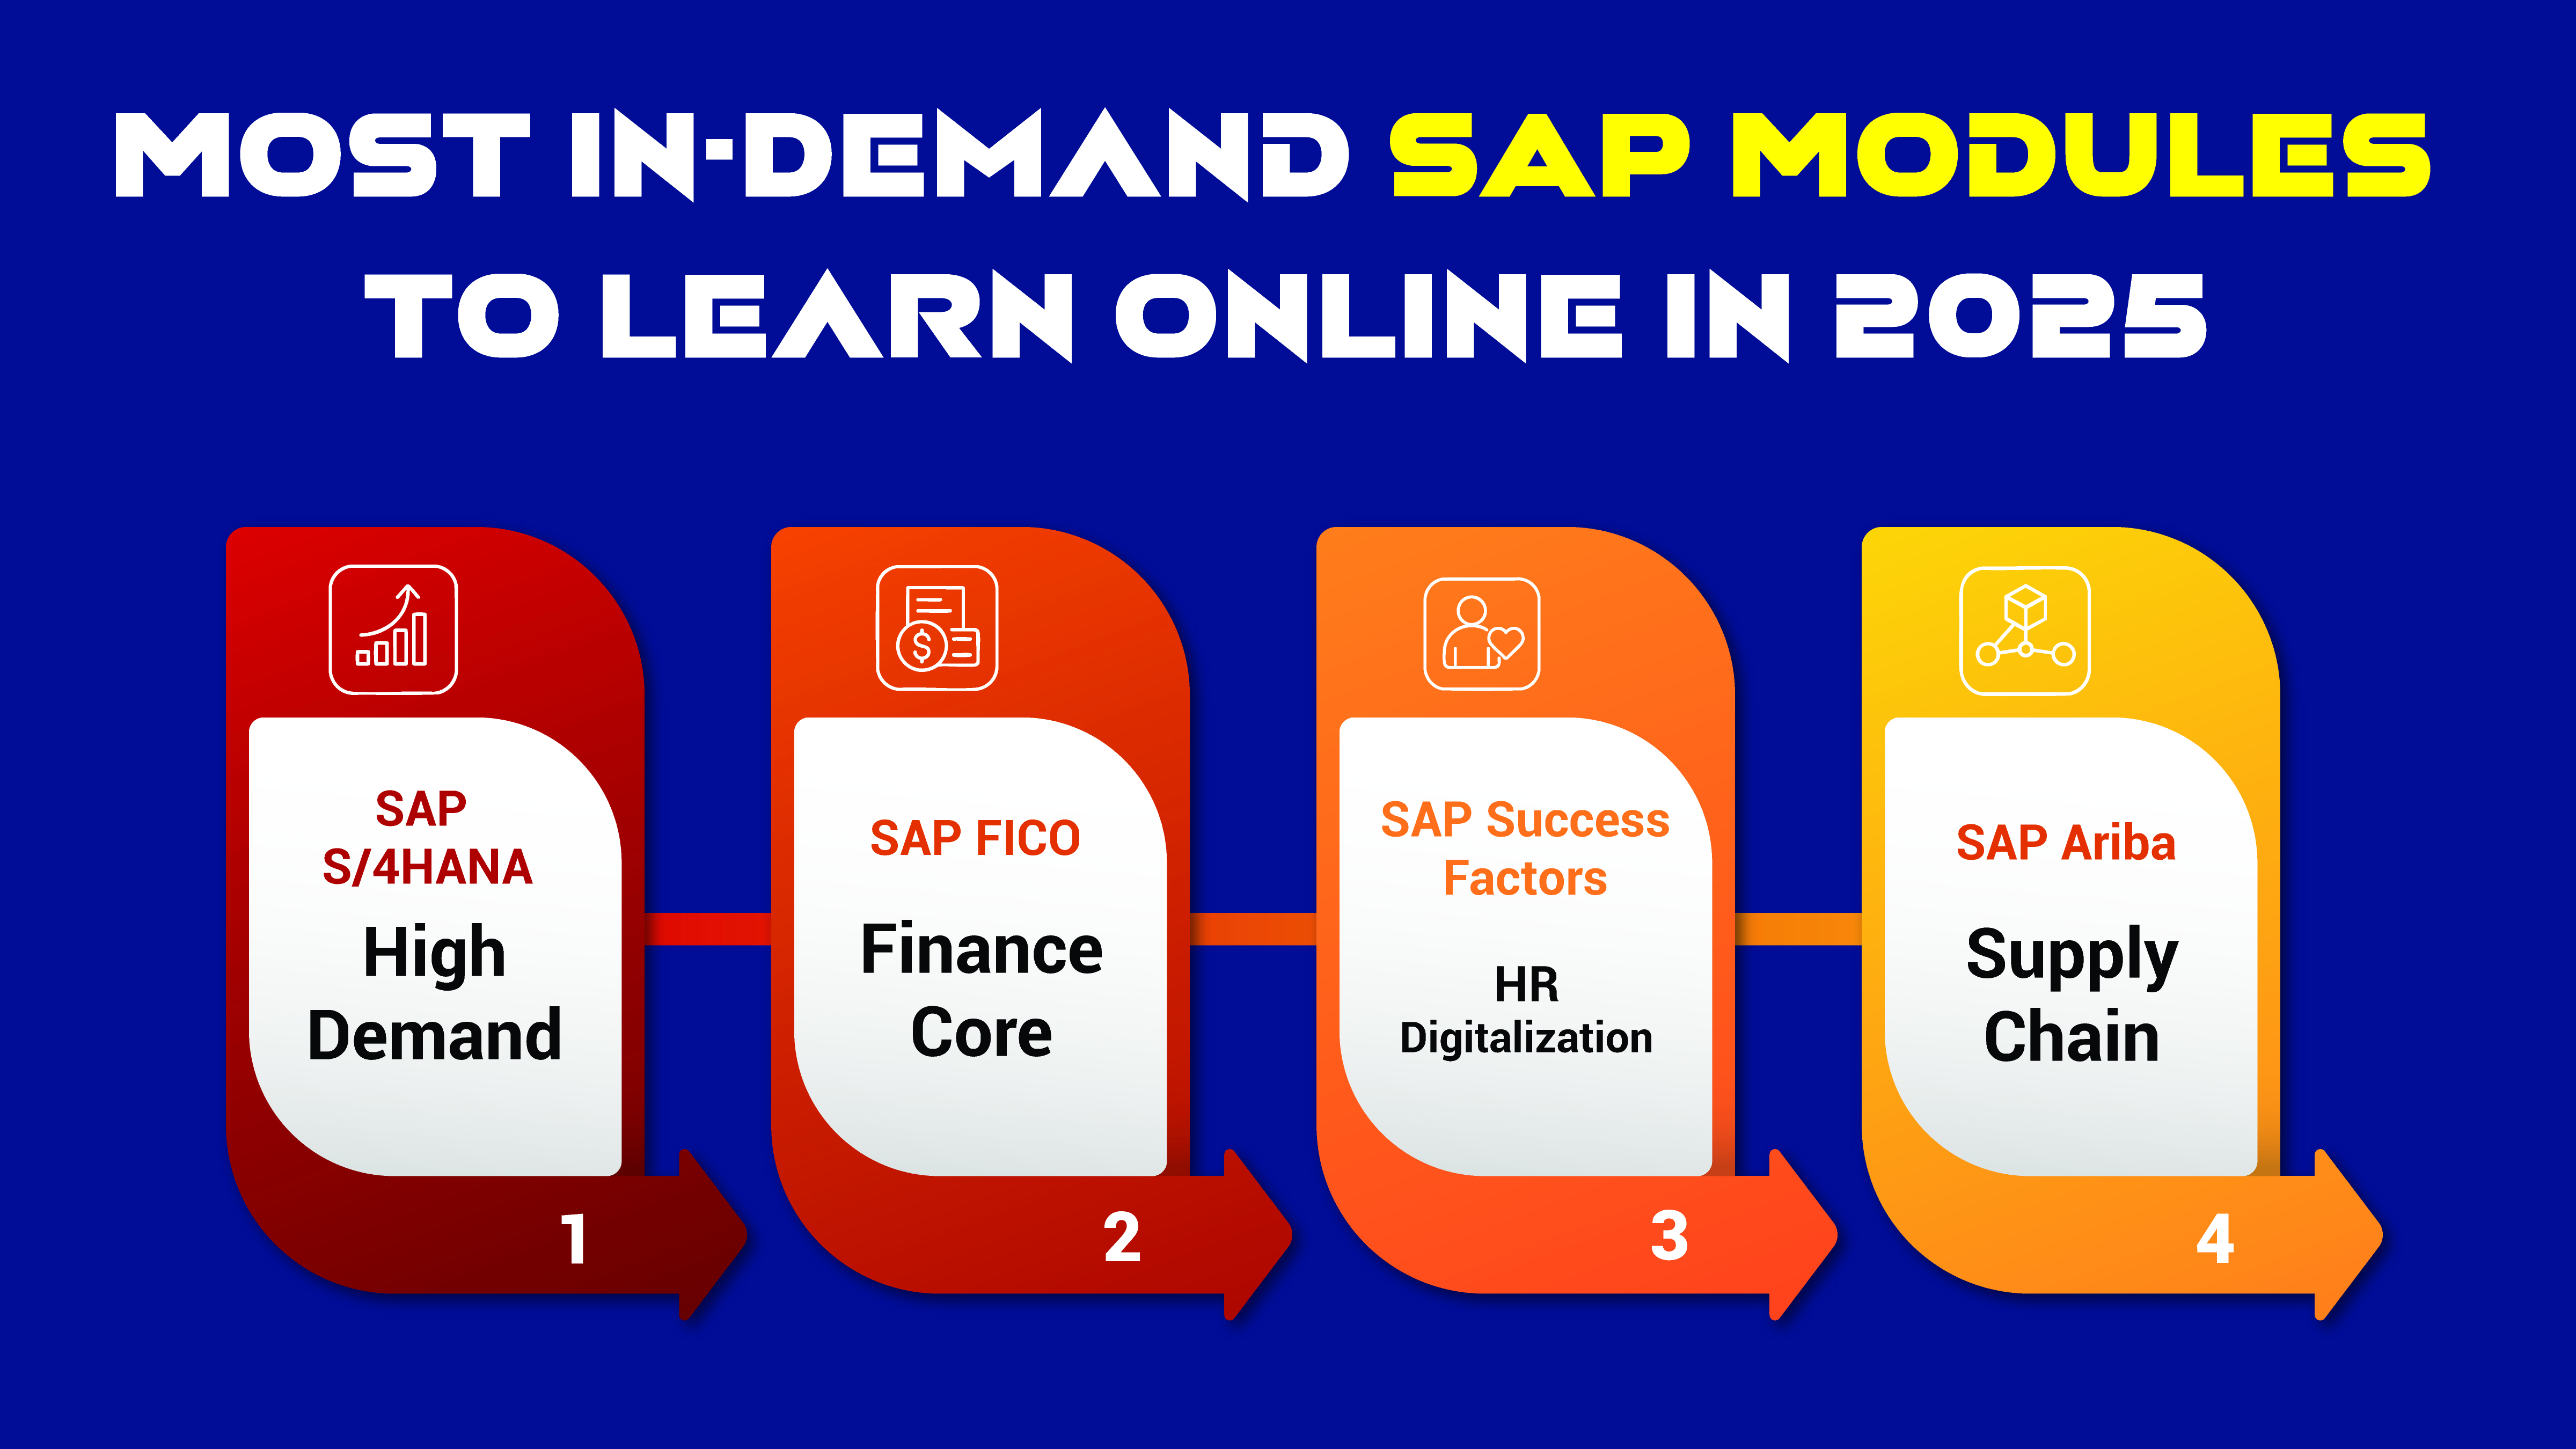 MOST IN-DEMAND SAP MODULES
TO LEARN ONLINE IN 2025
SAP
S/4HANA
High
Demand
1
$
SAP FICO
Finance
Core
2
SAP Success
Factors
HR
Digitalization
3
SAP Ariba
Supply
Chain
4